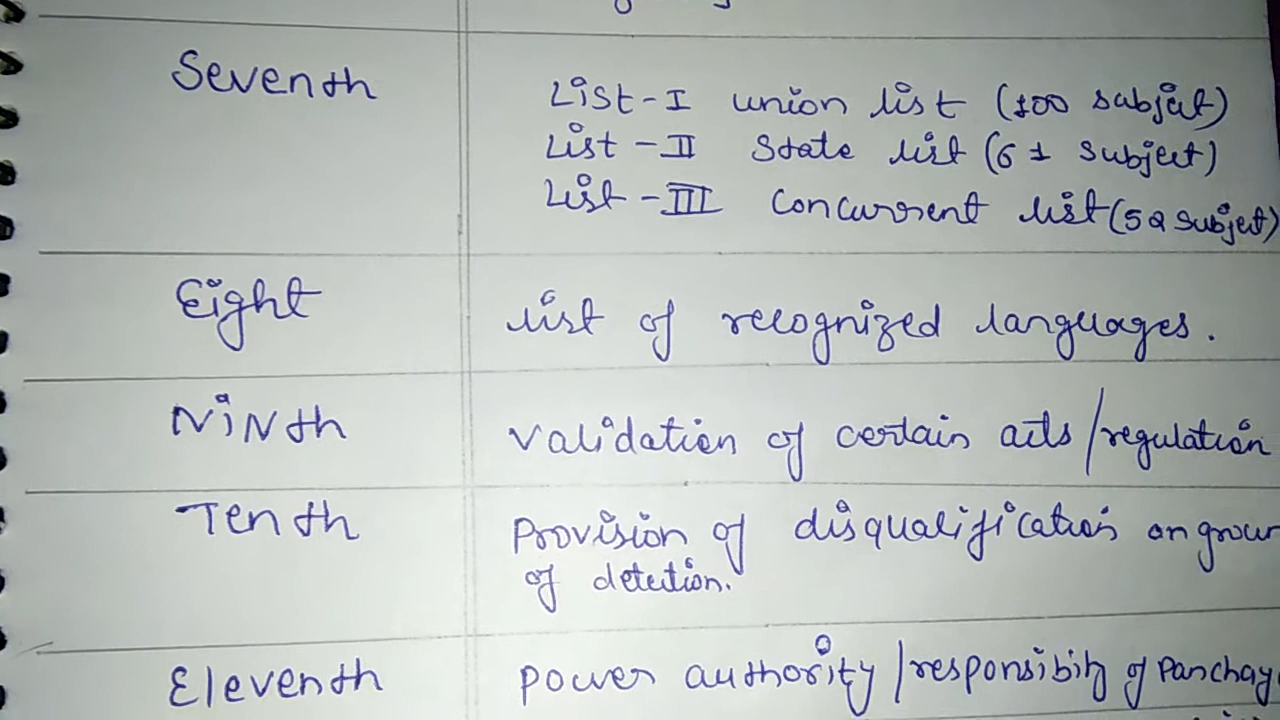 Seventh
List-I union list (100 subject)
List-II State list (61 subject)
List-III Concurrent list (52 subject)
Eight
list of recognized languages.
Ninth
validation of certain acts/regulation
Tenth
Provision of disqualification on groun
of detection.
Eleventh
power authority/responsibity of Panchay